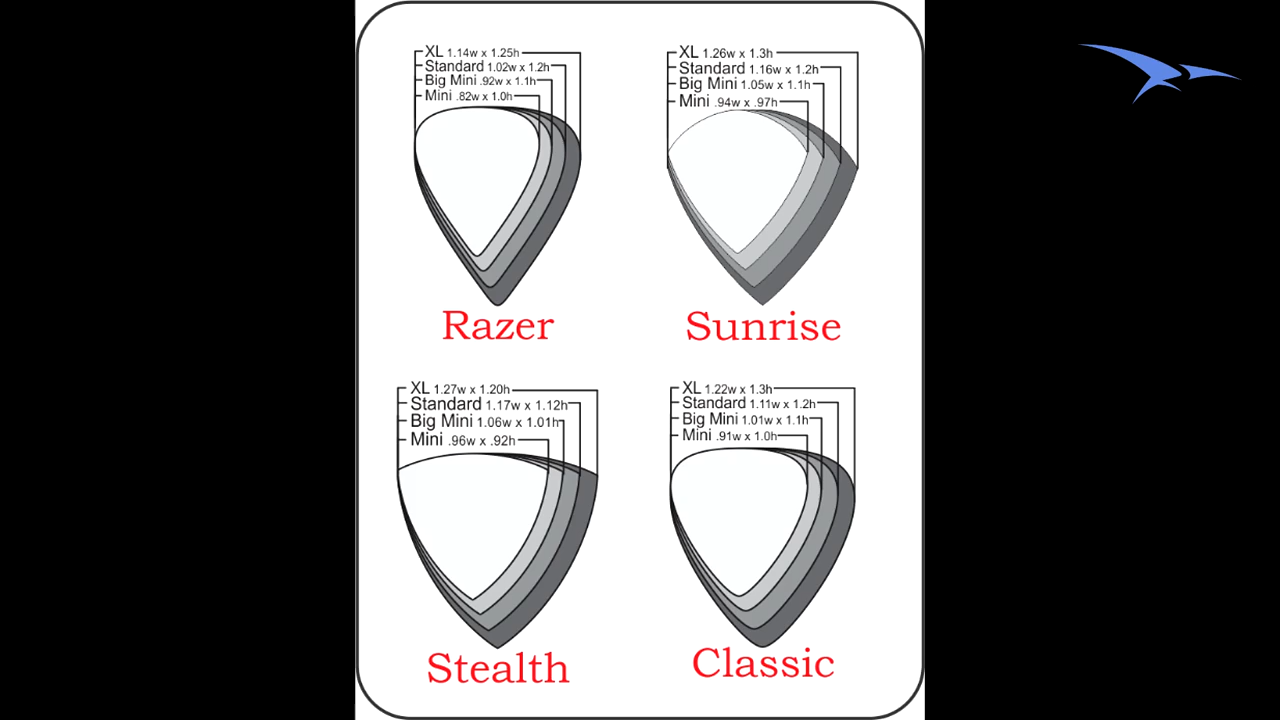 XL 1.14w x 1.25h
Standard 1.02w x 1.2h
Big Mini .92w x 1.1h
Mini .82w x 1.0h
Razer
XL 1.26w x 1.3h
Standard 1.16w x 1.2h
Big Mini 1.05w x 1.1h
Mini .94w x .97h
Sunrise
XL 1.27w x 1.20h
Standard 1.17w x 1.12h
Big Mini 1.06w x 1.01h
Mini .96w x .92h
Stealth
XL 1.22w x 1.3h
Standard 1.11w x 1.2h
Big Mini 1.01w x 1.1h
Mini .91w x 1.0h
Classic